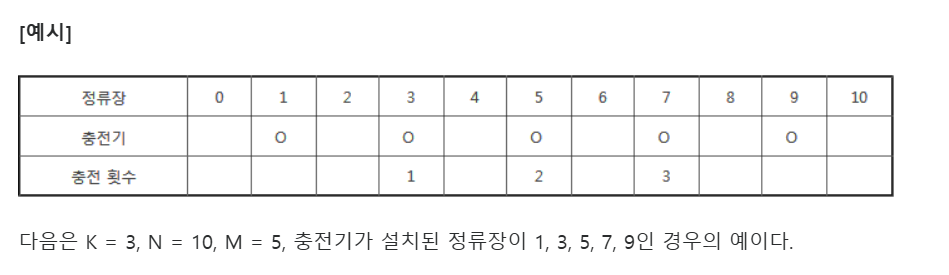 [예시]
정류장 0 1 2 3 4 5 6 7 8 9 10
충전기 O O O O O
충전 횟수 1 2 3
다음은 K = 3, N = 10, M = 5, 충전기가 설치된 정류장이 1, 3, 5, 7, 9인 경우의 예이다.